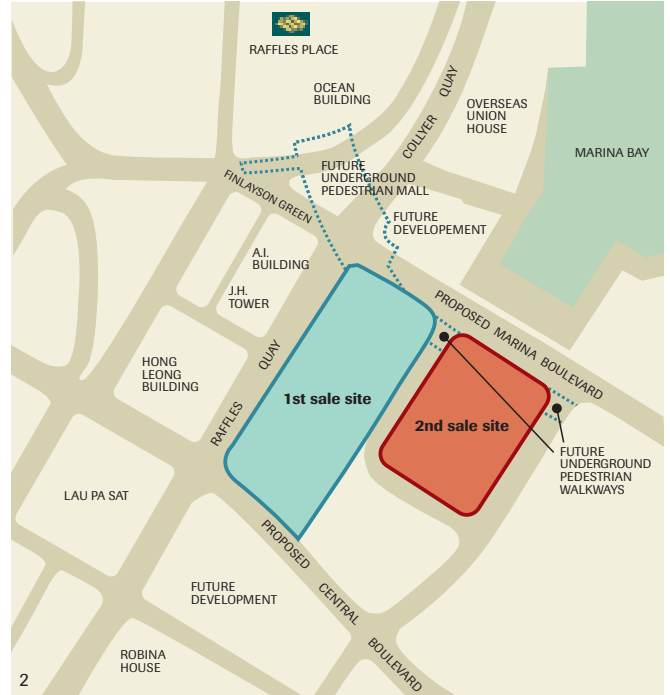 RAFFLES PLACE
OCEAN
BUILDING
COLLYER QUAY
OVERSEAS
UNION
HOUSE
MARINA BAY
FUTURE
UNDERGROUND
PEDESTRIAN MALL
FINLAYSON GREEN
FUTURE
DEVELOPEMENT
A.I.
BUILDING
J.H.
TOWER
PROPOSED MARINA BOULEVARD
HONG
LEONG
BUILDING
RAFFLES QUAY
1st sale site
2nd sale site
FUTURE
UNDERGROUND
PEDESTRIAN
WALKWAYS
LAU PA SAT
PROPOSED CENTRAL BOULEVARD
FUTURE
DEVELOPMENT
ROBINA
HOUSE
2